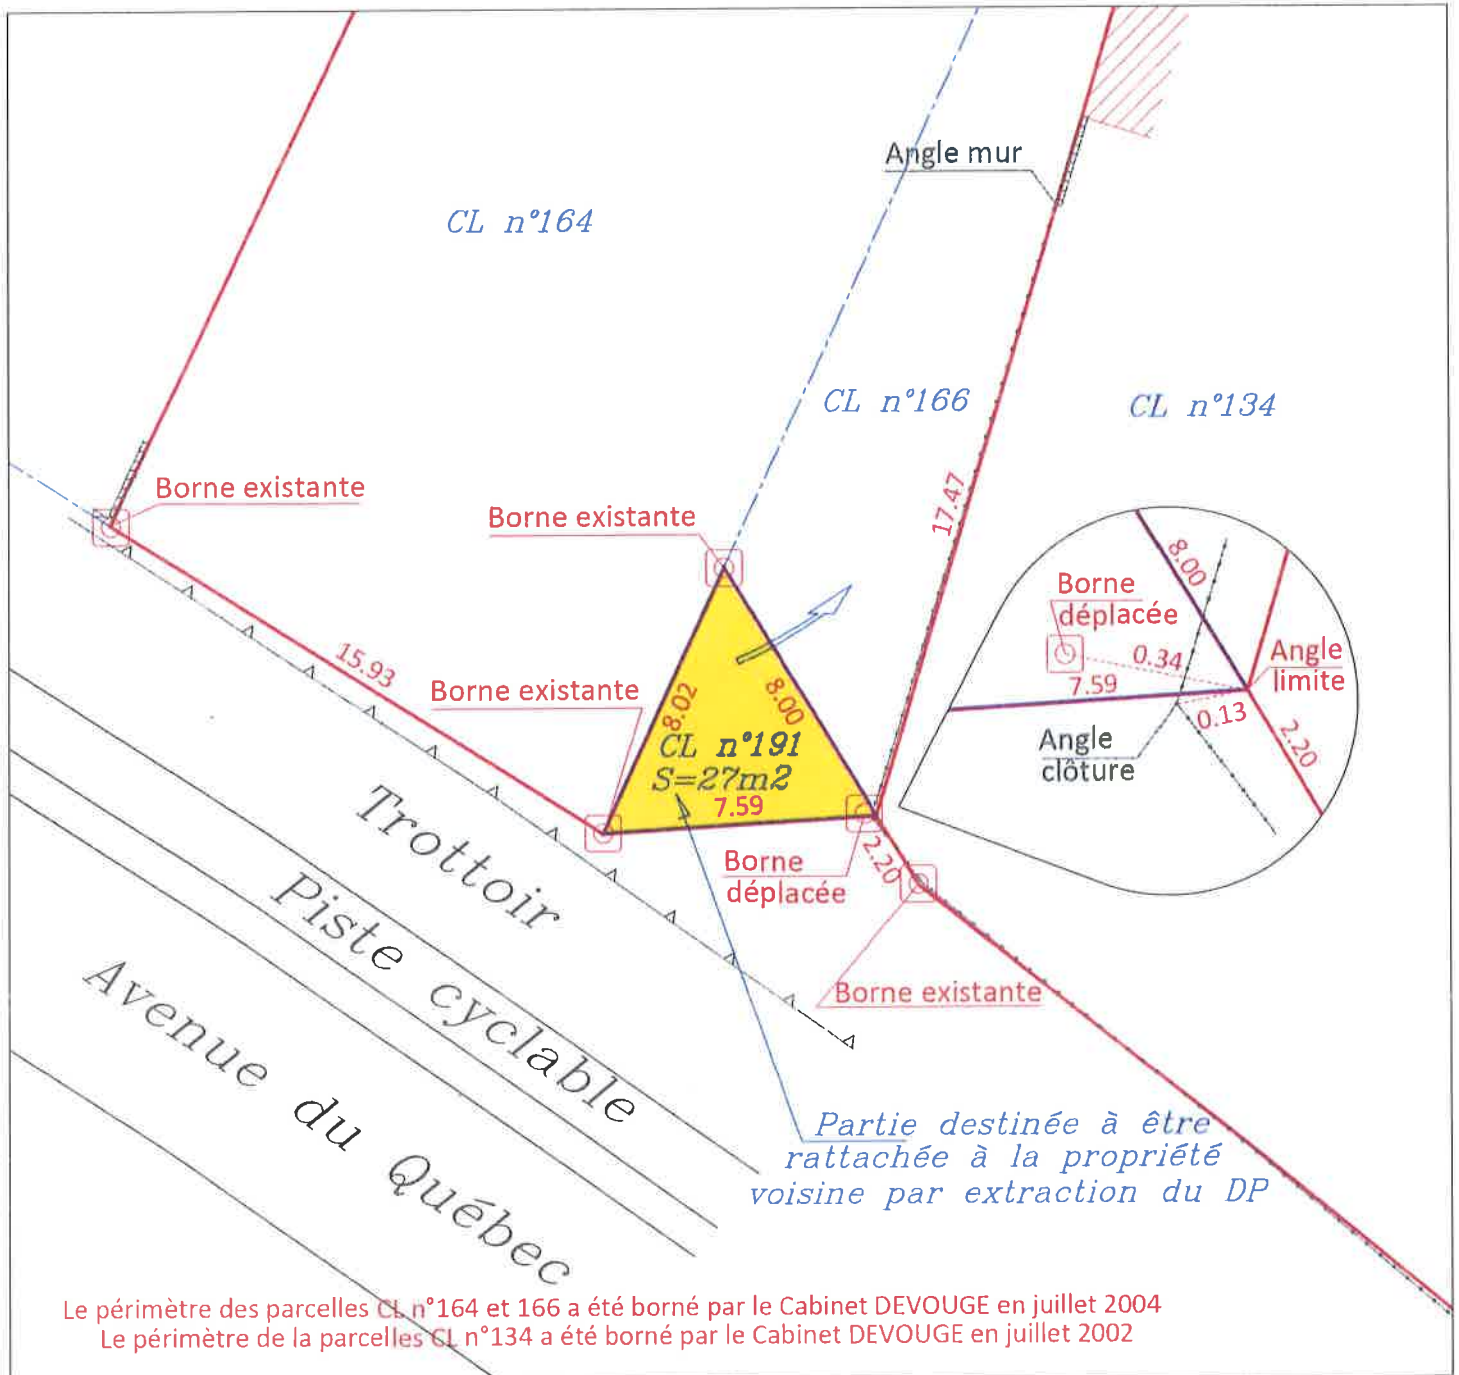 Angle mur
CL n°164
CL n°166
CL n°134
Borne existante
Borne existante
17.47
8.00
Borne
déplacée
0.34
Angle
limite
7.59
0.13
2.20
Angle
clôture
15.93
Borne existante
8.02
8.00
CL n°191
S=27m2
7.59
Borne
déplacée
2.20
Borne existante
Trottoir
Piste cyclable
Avenue du Québec
Partie destinée à être
rattachée à la propriété
voisine par extraction du DP
Le périmètre des parcelles CL n°164 et 166 a été borné par le Cabinet DEVOUGE en juillet 2004
Le périmètre de la parcelles CL n°134 a été borné par le Cabinet DEVOUGE en juillet 2002